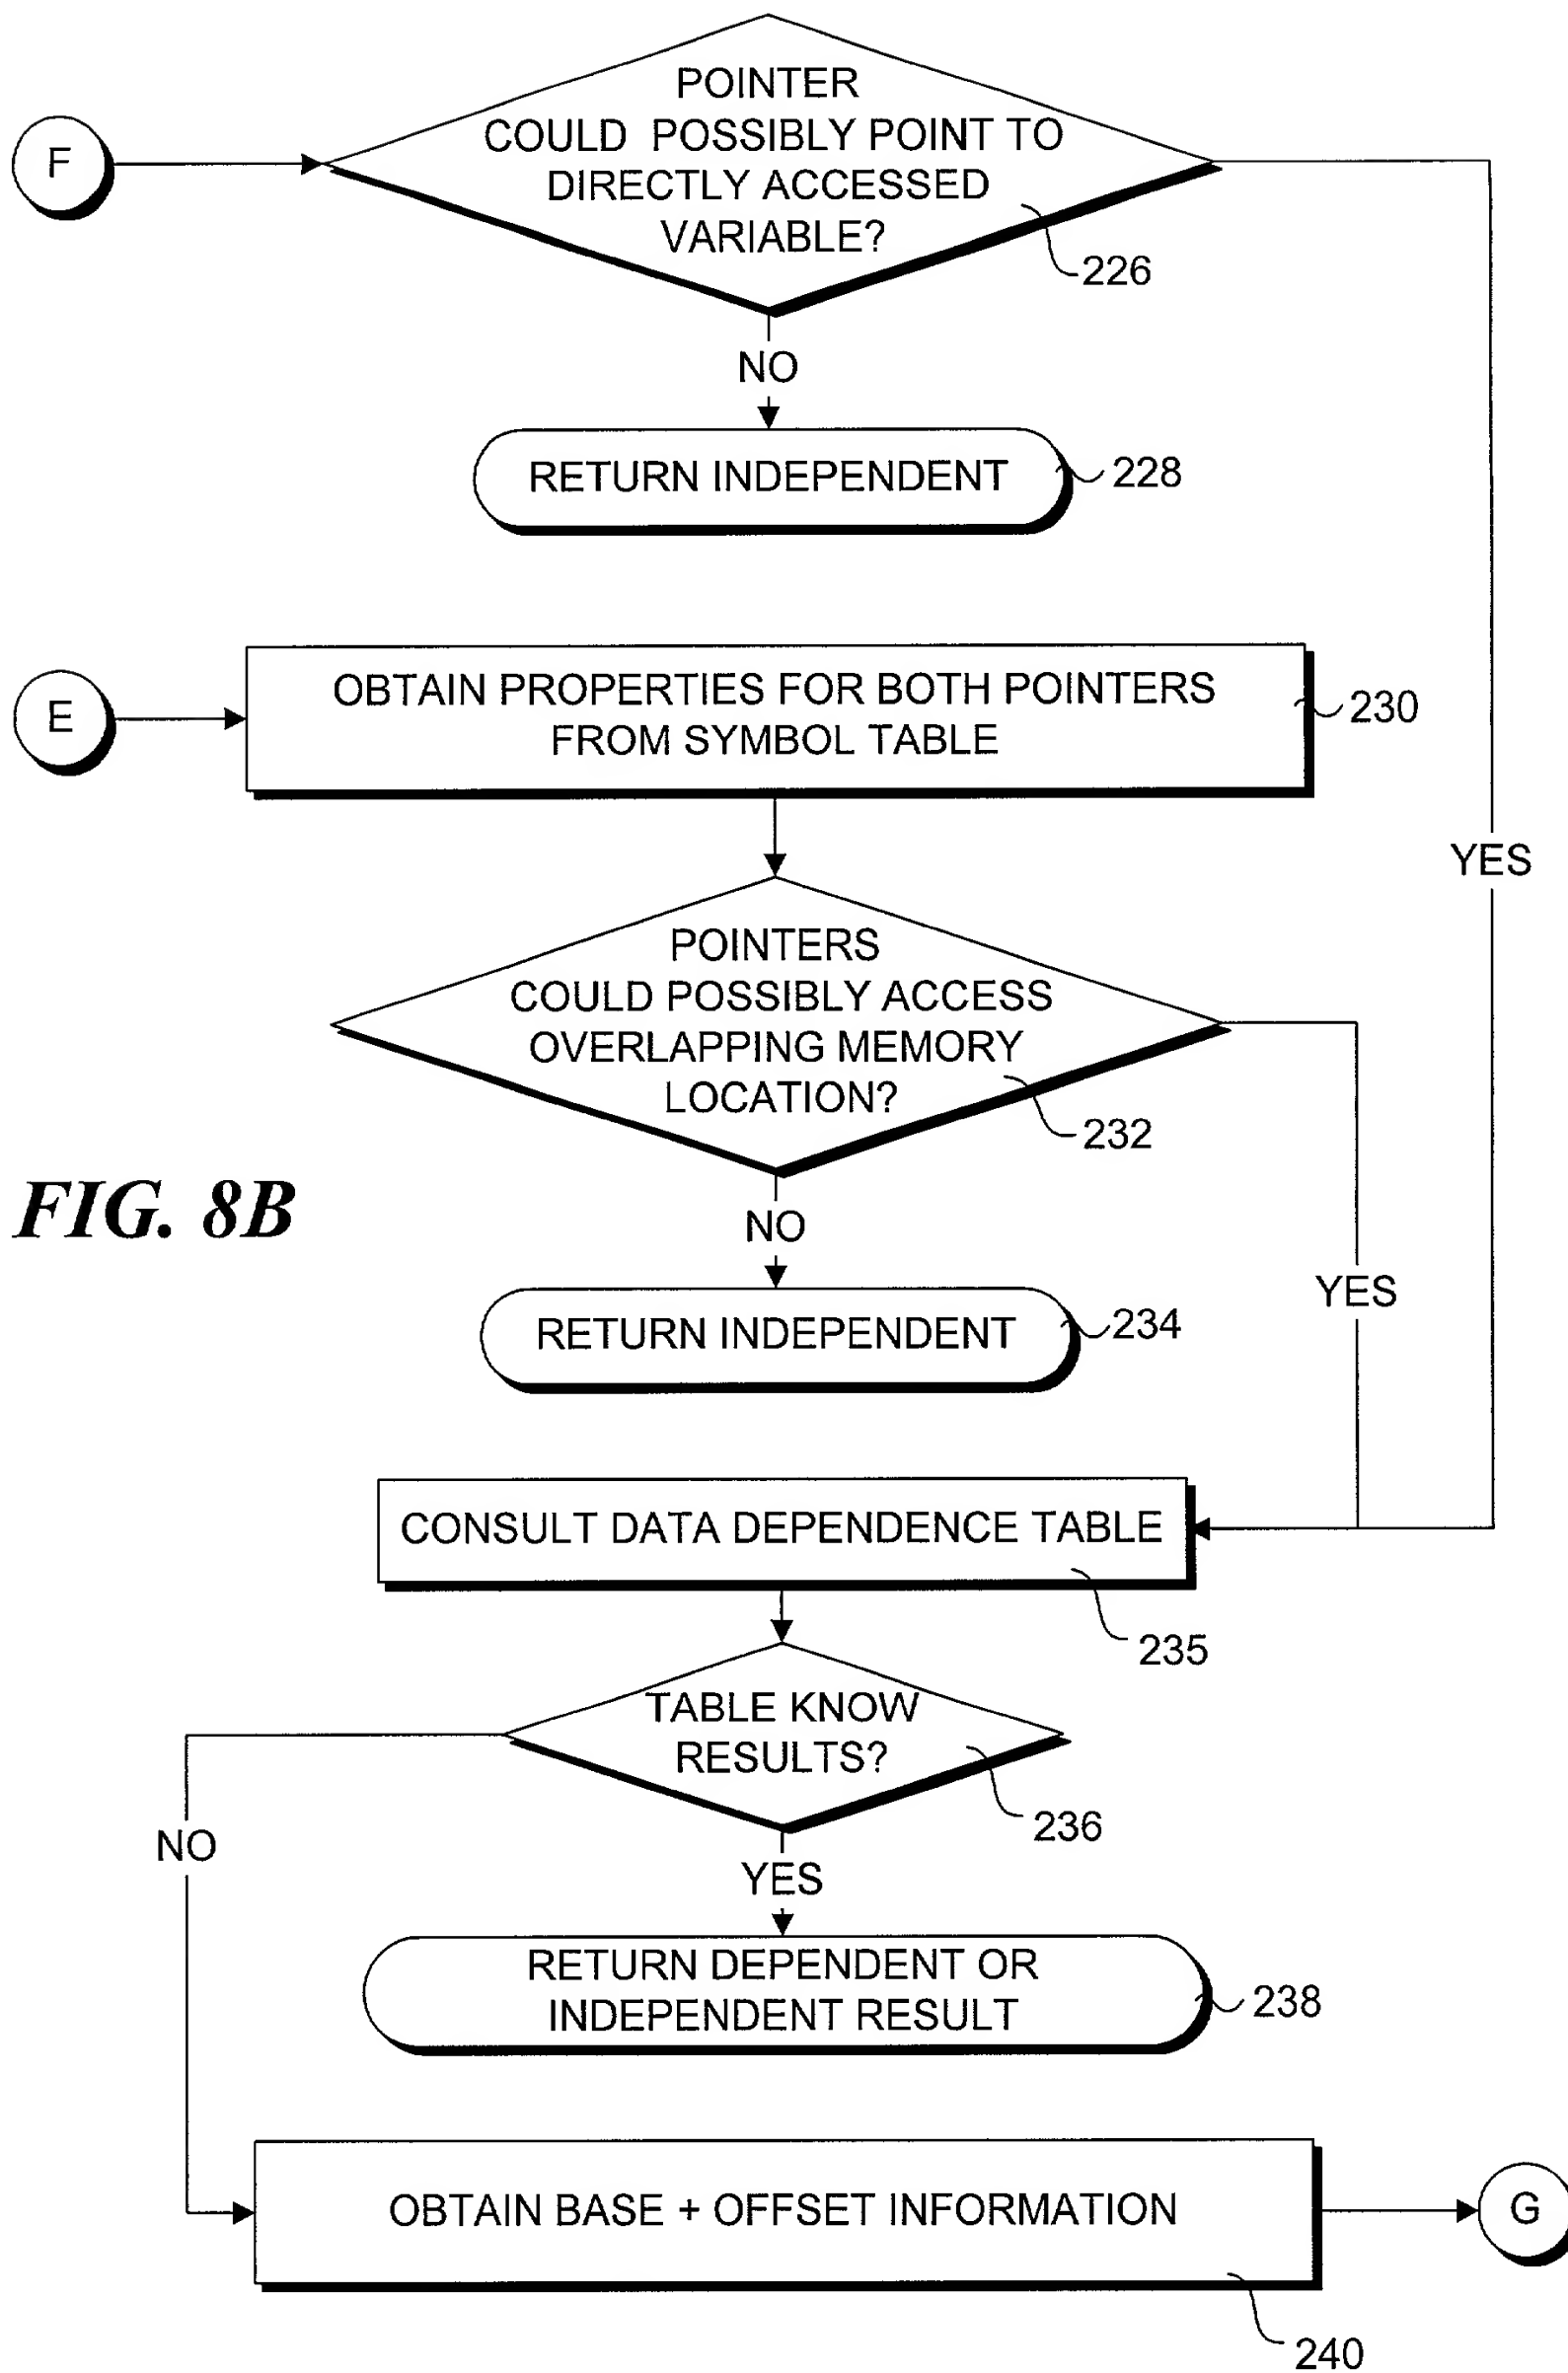 POINTER
COULD POSSIBLY POINT TO
DIRECTLY ACCESSED
VARIABLE?
F
226
NO
RETURN INDEPENDENT
228
OBTAIN PROPERTIES FOR BOTH POINTERS
FROM SYMBOL TABLE
E
230
YES
POINTERS
COULD POSSIBLY ACCESS
OVERLAPPING MEMORY
LOCATION?
232
FIG. 8B
NO
YES
RETURN INDEPENDENT
234
CONSULT DATA DEPENDENCE TABLE
235
TABLE KNOW
RESULTS?
236
NO
YES
RETURN DEPENDENT OR
INDEPENDENT RESULT
238
OBTAIN BASE + OFFSET INFORMATION
G
240